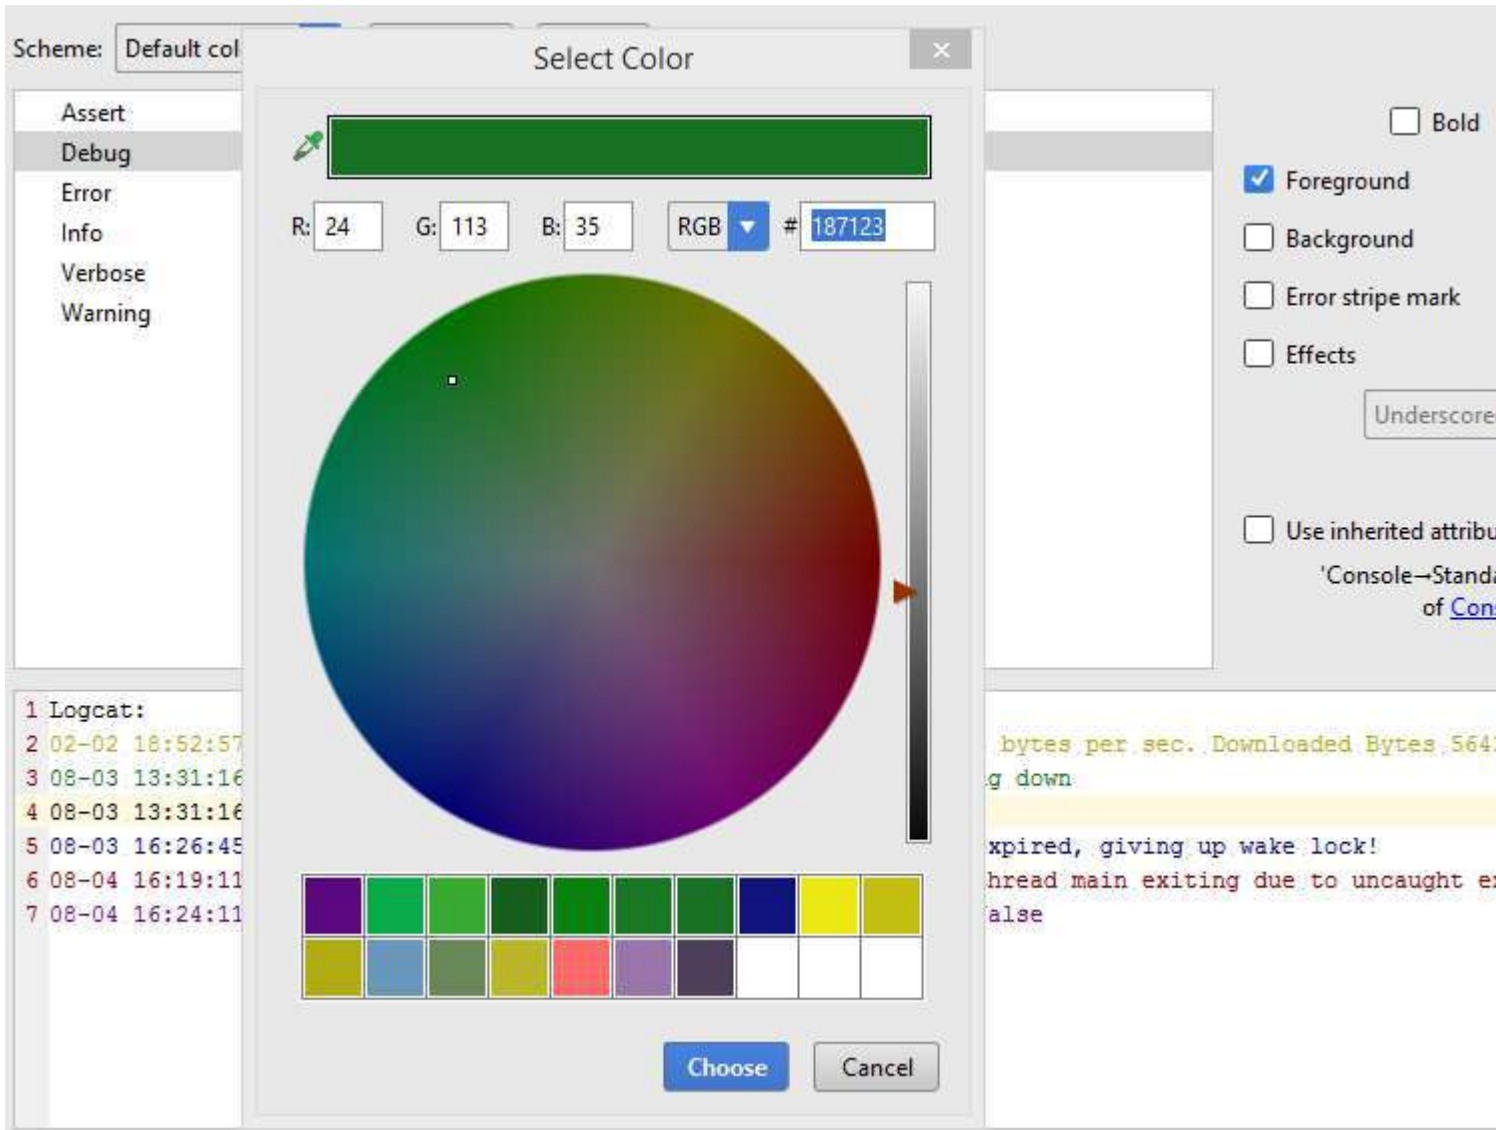 Scheme: Default col
Select Color
Assert
Debug
Error
Info
Verbose
Warning
R: 24 G: 113 B: 35 RGB # 187123
Bold
Foreground
Background
Error stripe mark
Effects
Underscore
Use inherited attribu
'Console→Standa
of Cons
1 Logcat:
2 02-02 18:52:57 bytes per sec. Downloaded Bytes 564
3 08-03 13:31:16 g down
4 08-03 13:31:16
5 08-03 16:26:45 xpired, giving up wake lock!
6 08-04 16:19:11 hread main exiting due to uncaught e
7 08-04 16:24:11 alse
Choose Cancel